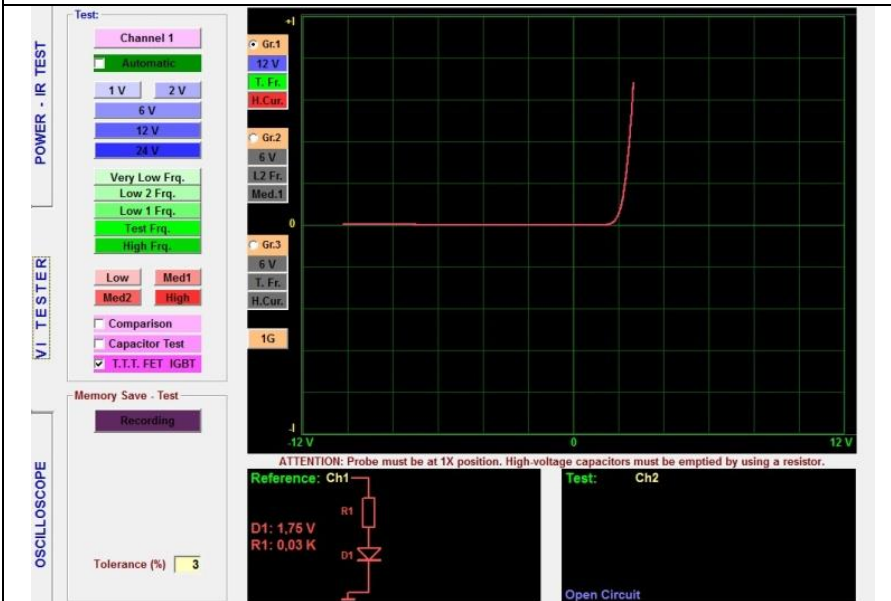 POWER - IR TEST
VI TESTER
OSCILLOSCOPE
Test:
Channel 1
Automatic
1 V
2 V
6 V
12 V
24 V
Very Low Frq.
Low 2 Frq.
Low 1 Frq.
Test Frq.
High Frq.
Low
Med1
Med2
High
Comparison
Capacitor Test
T.T.T. FET IGBT
Memory Save - Test
Recording
Tolerance (%) 3
Gr.1
12 V
T. Fr.
H.Cur.
Gr.2
6 V
L2 Fr.
Med.1
Gr.3
6 V
T. Fr.
H.Cur.
1G
+I
0
-I
-12 V 0 12 V
ATTENTION: Probe must be at 1X position. High-voltage capacitors must be emptied by using a resistor.
Reference: Ch1
R1
D1: 1,75 V
R1: 0,03 K
D1
Test: Ch2
Open Circuit